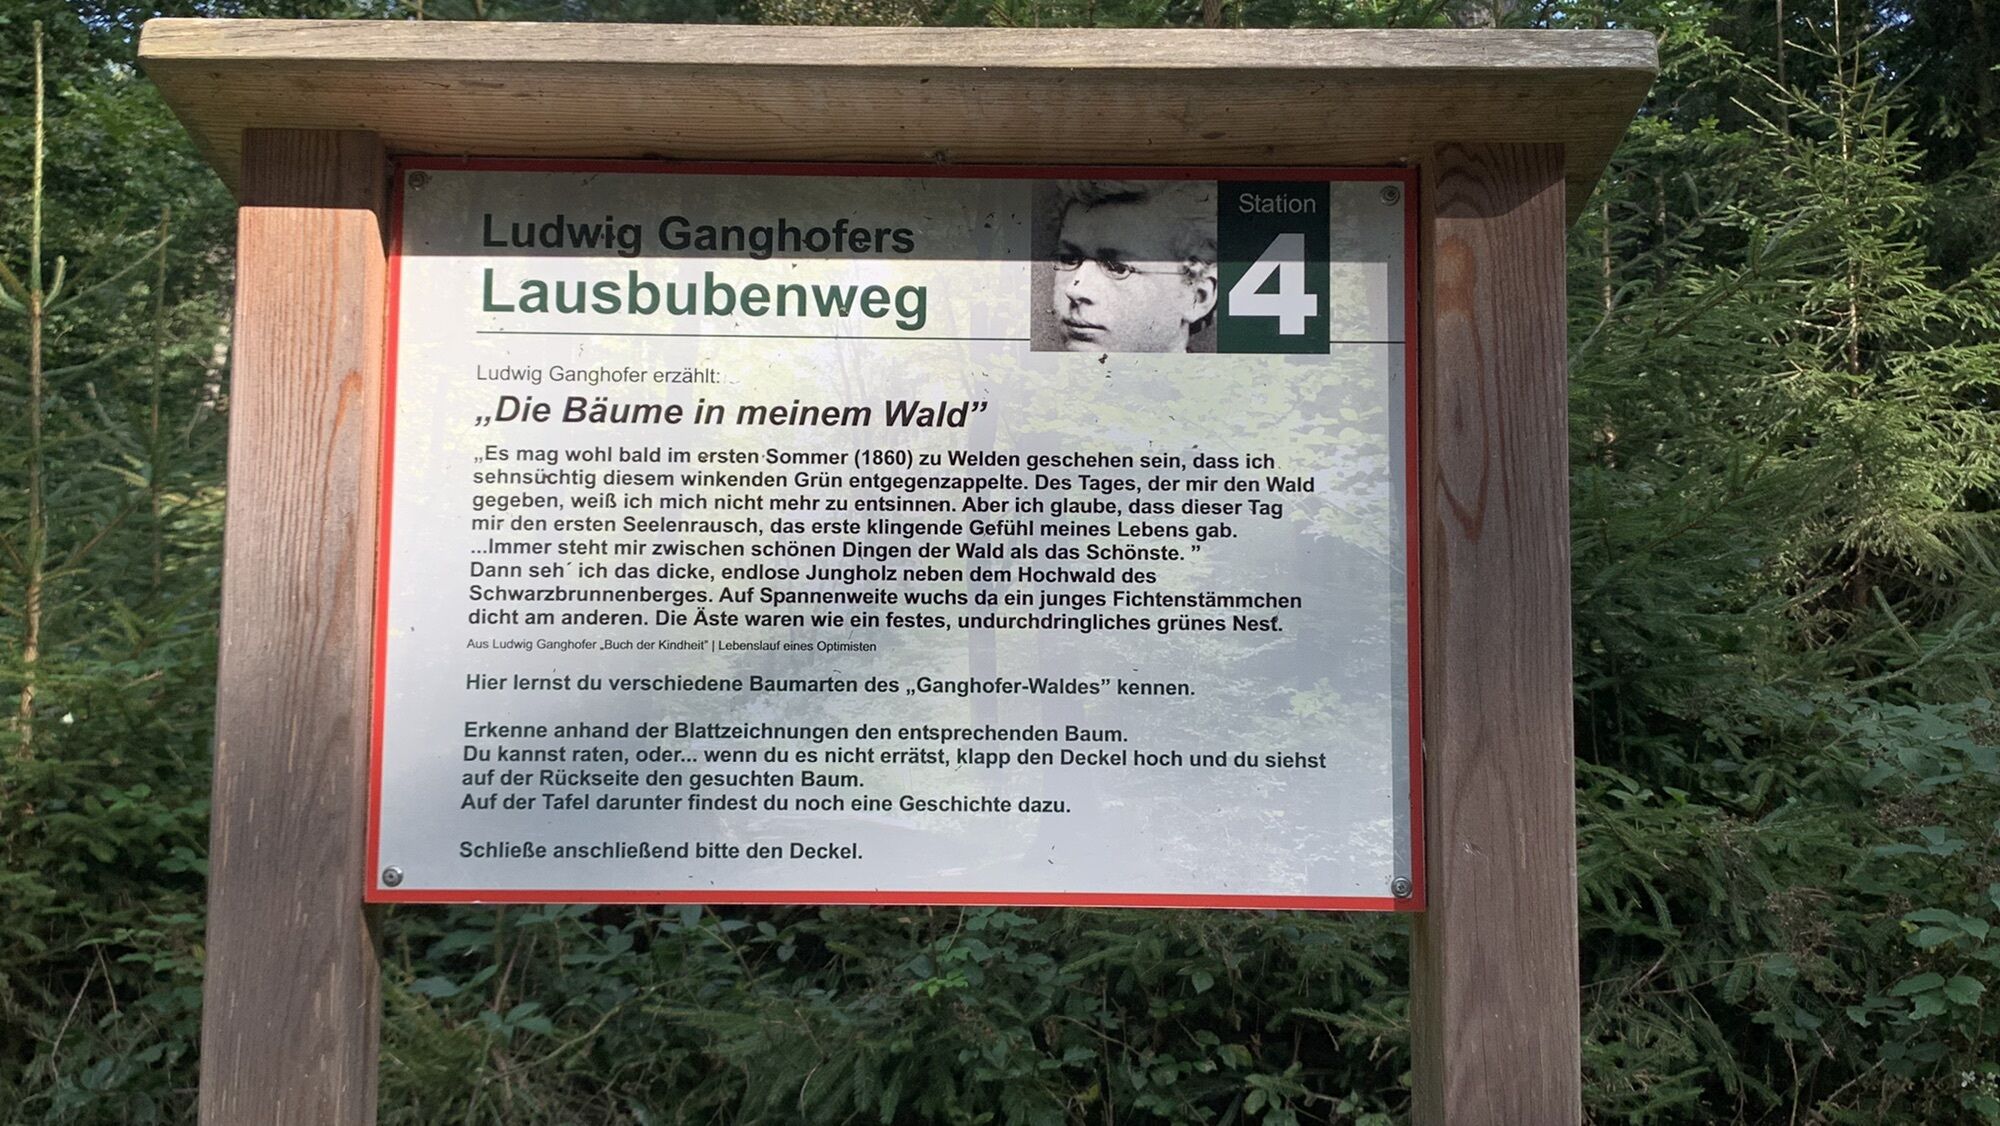 Ludwig Ganghofers
Lausbubenweg
Station
4
Ludwig Ganghofer erzählt:
„Die Bäume in meinem Wald”
„Es mag wohl bald im ersten Sommer (1860) zu Welden geschehen sein, dass ich
sehnsüchtig diesem winkenden Grün entgegenzappelte. Des Tages, der mir den Wald
gegeben, weiß ich mich nicht mehr zu entsinnen. Aber ich glaube, dass dieser Tag
mir den ersten Seelenrausch, das erste klingende Gefühl meines Lebens gab.
...Immer steht mir zwischen schönen Dingen der Wald als das Schönste. ”
Dann seh´ ich das dicke, endlose Jungholz neben dem Hochwald des
Schwarzbrunnenberges. Auf Spannenweite wuchs da ein junges Fichtenstämmchen
dicht am anderen. Die Äste waren wie ein festes, undurchdringliches grünes Nest.
Aus Ludwig Ganghofer „Buch der Kindheit” | Lebenslauf eines Optimisten
Hier lernst du verschiedene Baumarten des „Ganghofer-Waldes” kennen.
Erkenne anhand der Blattzeichnungen den entsprechenden Baum.
Du kannst raten, oder... wenn du es nicht errätst, klapp den Deckel hoch und du siehst
auf der Rückseite den gesuchten Baum.
Auf der Tafel darunter findest du noch eine Geschichte dazu.
Schließe anschließend bitte den Deckel.